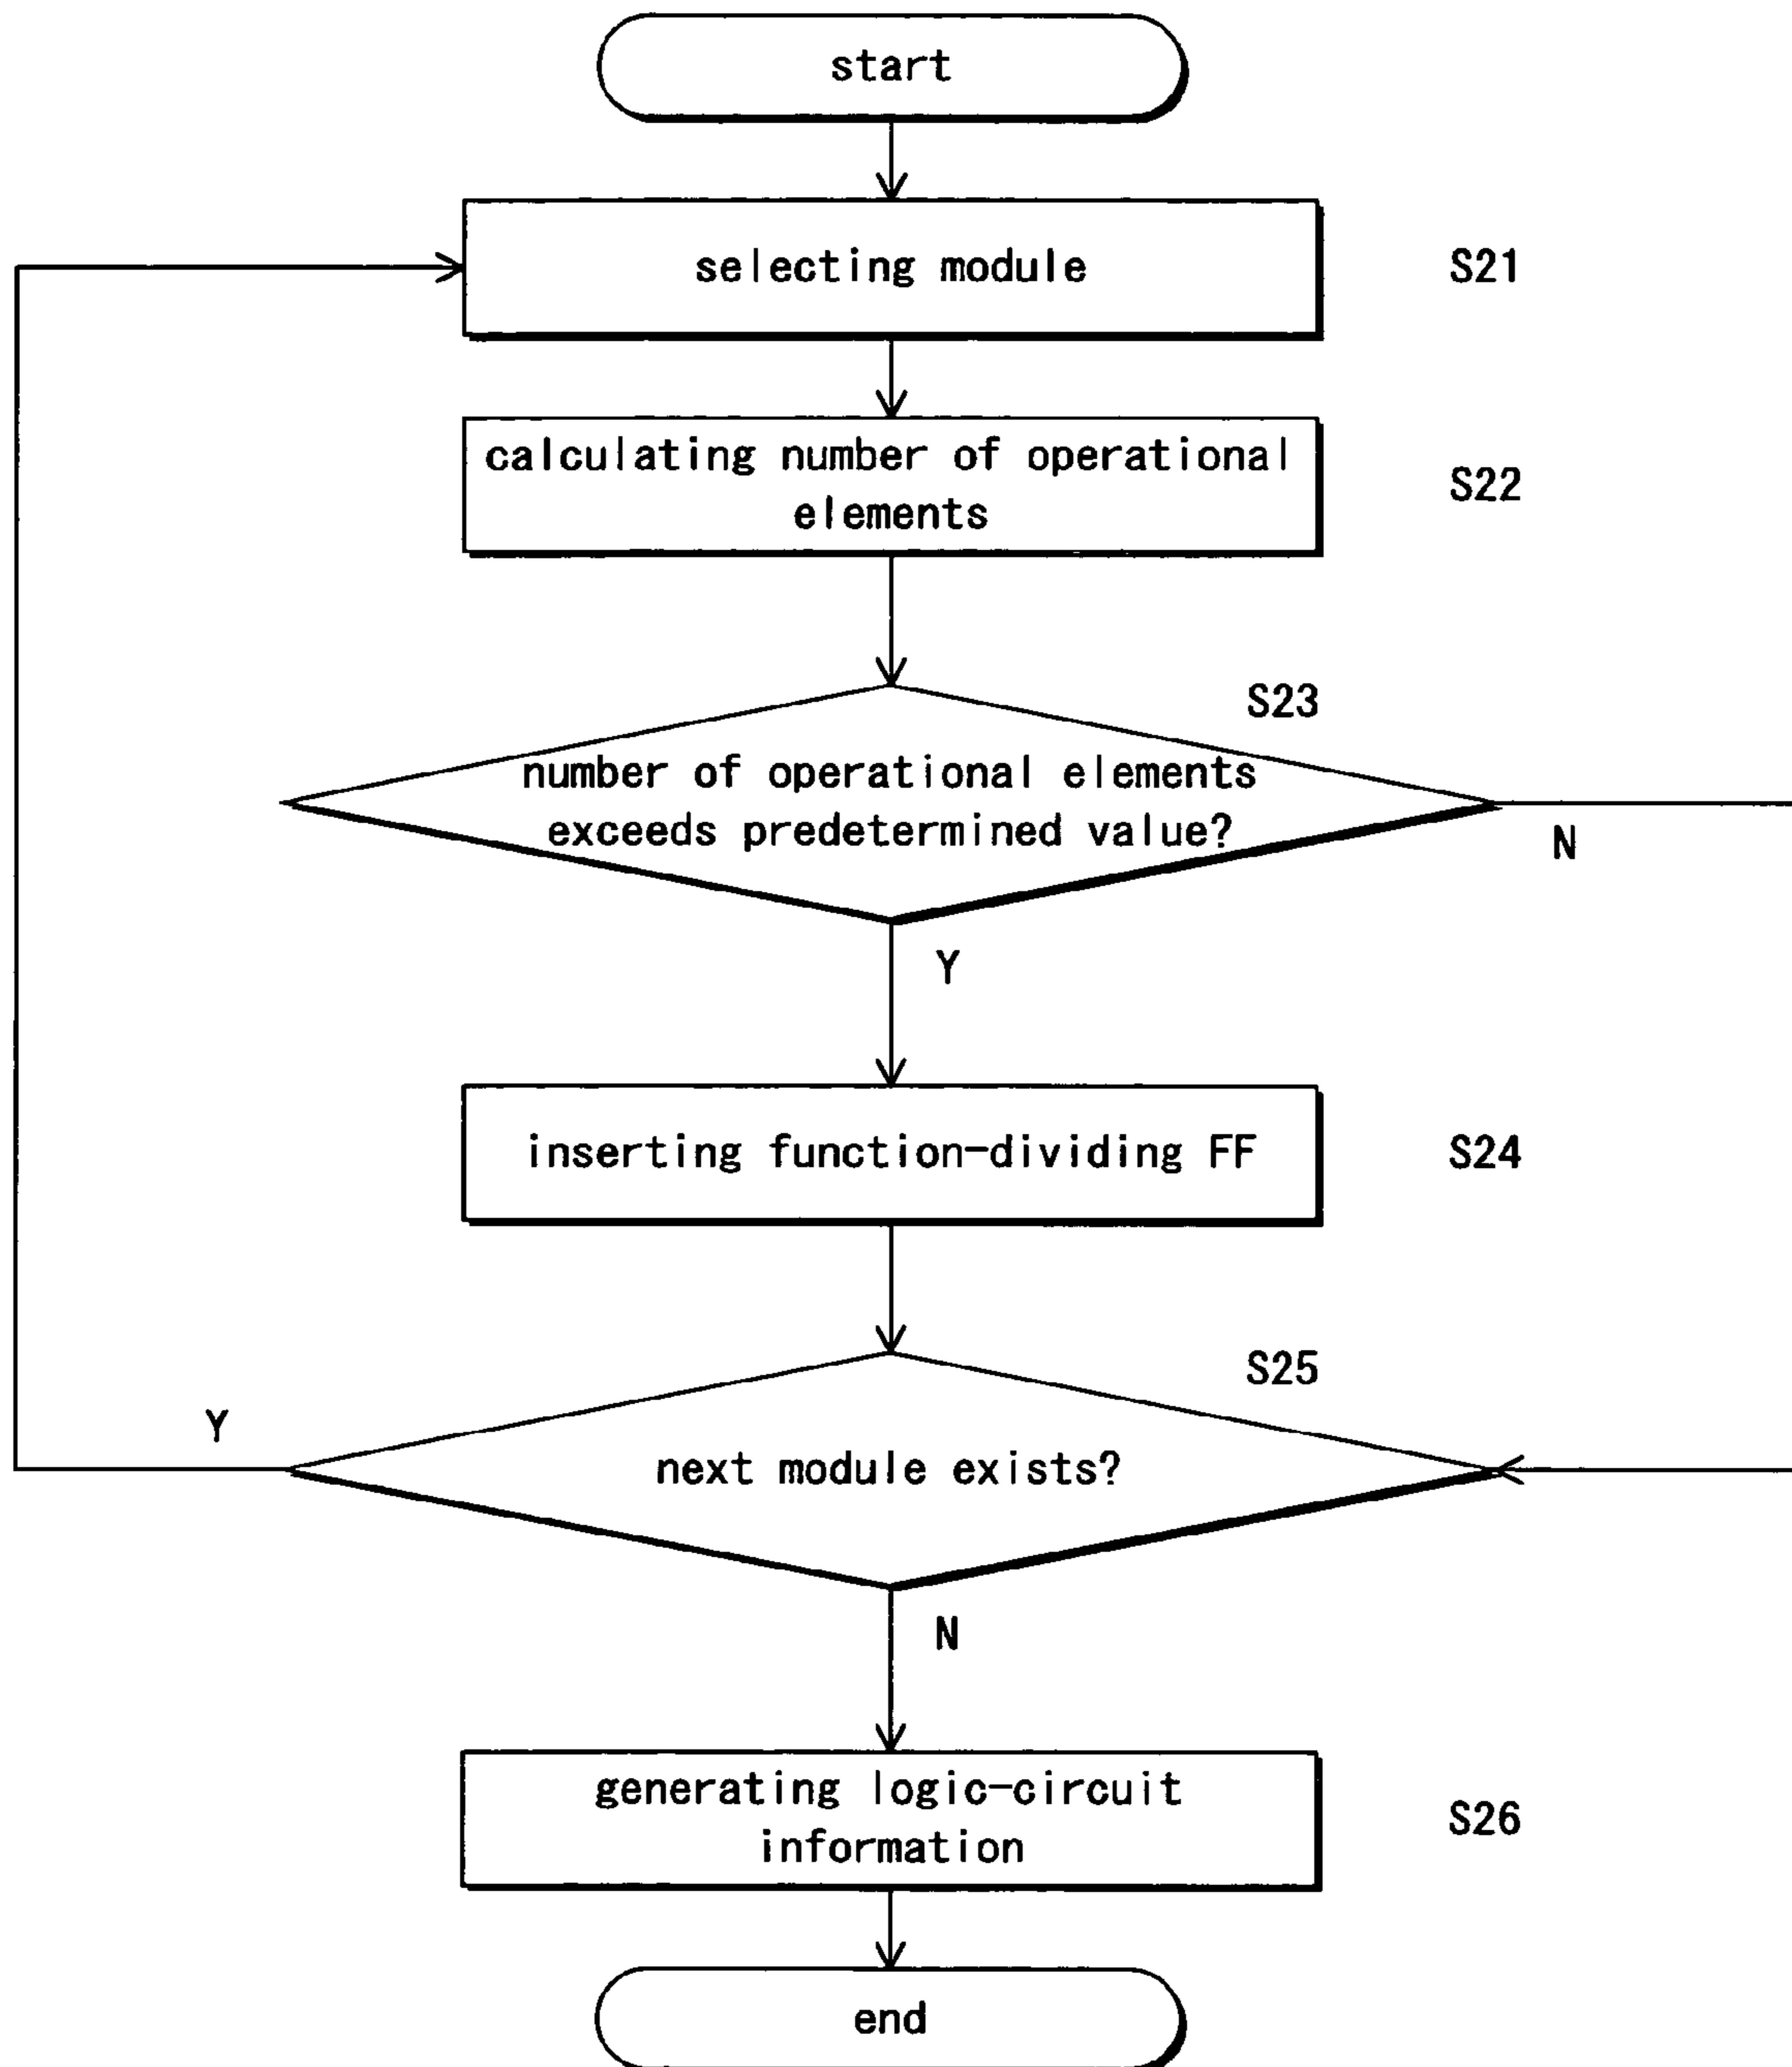 start
selecting module
S21
calculating number of operational
elements
S22
S23
number of operational elements
exceeds predetermined value?
N
Y
inserting function-dividing FF
S24
S25
Y
next module exists?
N
generating logic-circuit
information
S26
end